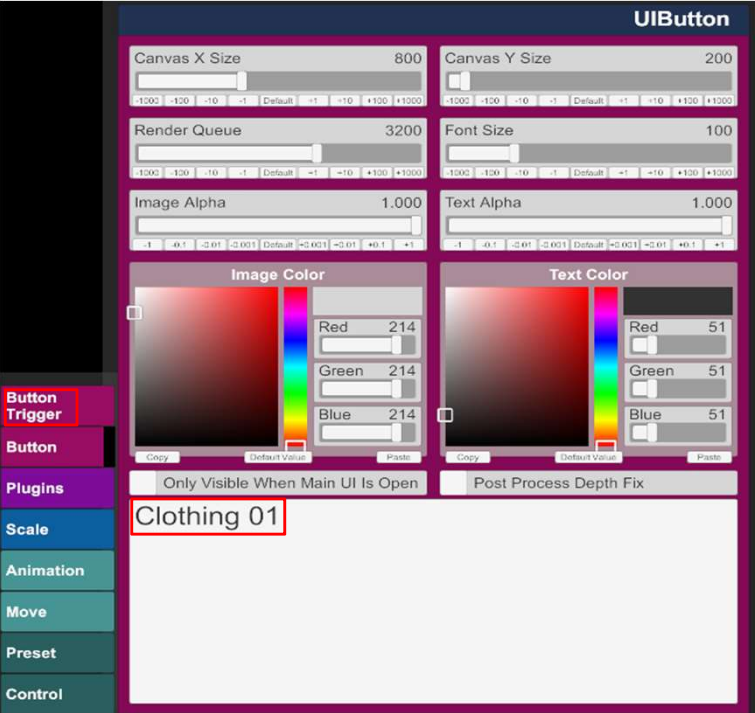 UIButton
Canvas X Size 800
-1000 -100 -10 -1 Default +1 +10 +100 +1000
Canvas Y Size 200
-1000 -100 -10 -1 Default +1 +10 +100 +1000
Render Queue 3200
-1000 -100 -10 -1 Default +1 +10 +100 +1000
Font Size 100
-1000 -100 -10 -1 Default +1 +10 +100 +1000
Image Alpha 1.000
-1 -0.1 -0.01 -0.001 Default +0.001 +0.01 +0.1 +1
Text Alpha 1.000
-1 -0.1 -0.01 -0.001 Default +0.001 +0.01 +0.1 +1
Image Color
Red 214
Green 214
Blue 214
Copy Default Value Paste
Text Color
Red 51
Green 51
Blue 51
Copy Default Value Paste
Only Visible When Main UI Is Open
Post Process Depth Fix
Clothing 01
Button
Trigger
Button
Plugins
Scale
Animation
Move
Preset
Control